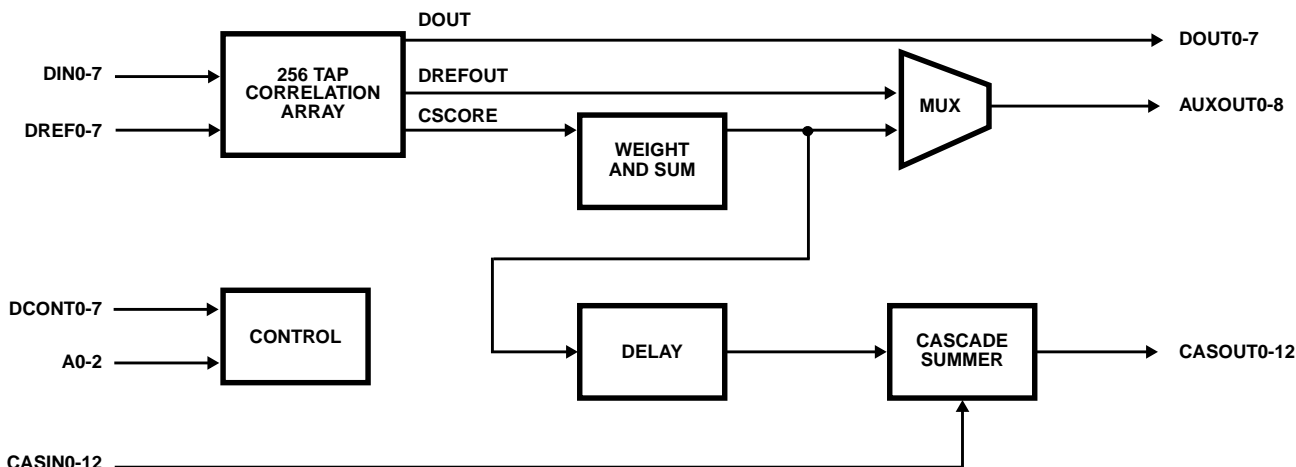 DOUT
DOUT0-7
DIN0-7
256 TAP
CORRELATION
ARRAY
DREFOUT
MUX
AUXOUT0-8
DREF0-7
CSCORE
WEIGHT
AND SUM
DCONT0-7
CONTROL
A0-2
DELAY
CASCADE
SUMMER
CASOUT0-12
CASIN0-12